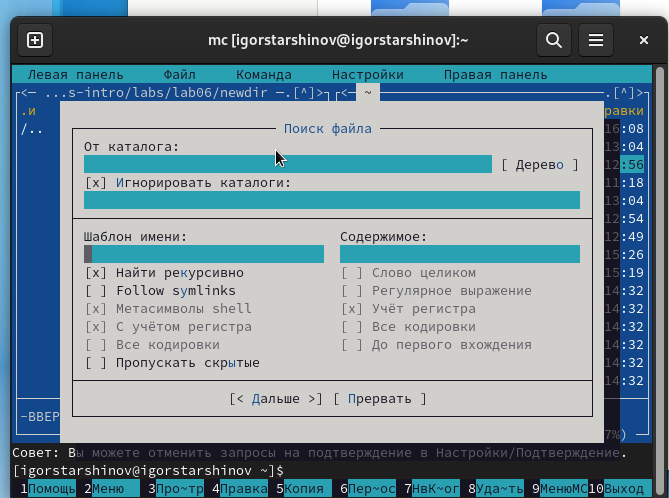 mc [igorstarshinov@igorstarshinov]:~
Левая панель Файл Команда Настройки Правая панель
<— ...s-intro/labs/lab06/newdir —.[^]> <— ~ .[^]>
.и равки
/.. 16:08
Поиск файла
От каталога: 13:04
[ Дерево ] 12:56
[x] Игнорировать каталоги: 11:18
13:04
12:54
Шаблон имени: Содержимое: 12:49
15:26
[x] Найти рекурсивно [ ] Слово целиком 15:19
[ ] Follow symlinks [ ] Регулярное выражение 14:32
[x] Метасимволы shell [x] Учёт регистра 14:32
[x] С учётом регистра [ ] Все кодировки 14:32
[ ] Все кодировки [ ] До первого вхождения 14:32
[ ] Пропускать скрытые 14:32
14:32
[< Дальше >] [ Прервать ]
-ВВЕР
7%)
Совет: Вы можете отменить запросы на подтверждение в Настройки/Подтверждение.
[igorstarshinov@igorstarshinov ~]$
1Помощь 2Меню 3Про~тр 4Правка 5Копия 6Пер~ос 7НвК~ог 8Уда~ть 9МенюMC 10Выход